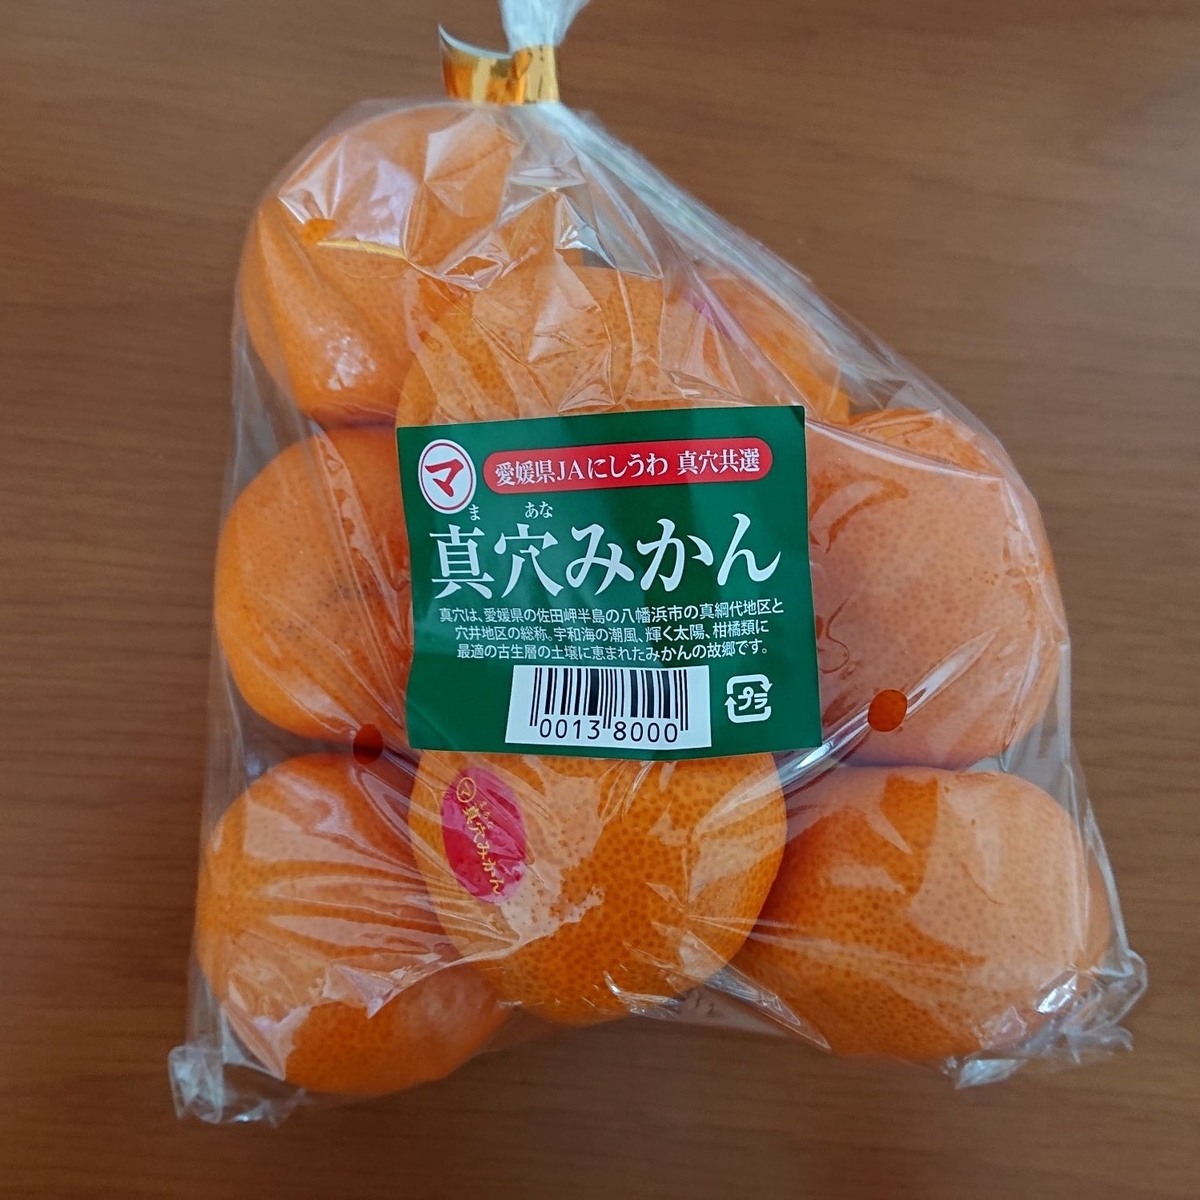 マ
愛媛県JAにしうわ 真穴共選
ま あな
真穴みかん
真穴は、愛媛県の佐田岬半島の八幡浜市の真網代地区と
穴井地区の総称。宇和海の潮風、輝く太陽、柑橘類に
最適の古生層の土壌に恵まれたみかんの故郷です。
0013 8000
プラ
マ
真穴みかん